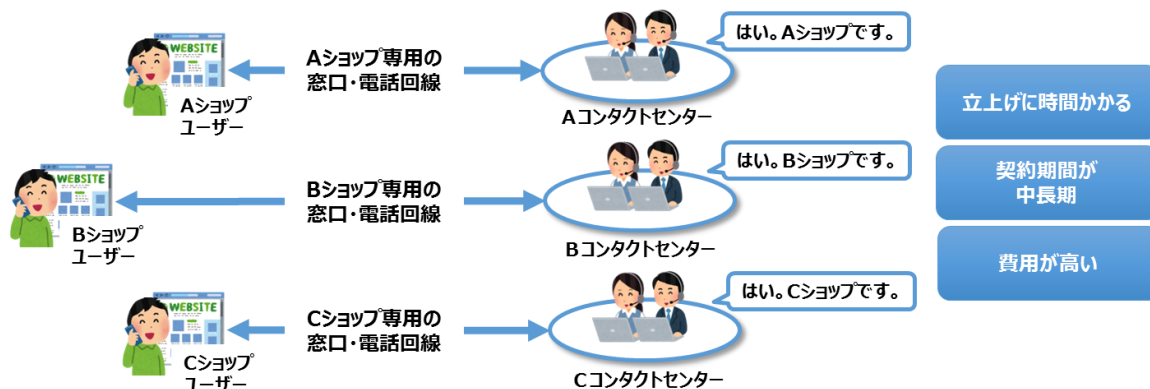 WEBSITE
Aショップ
ユーザー
Aショップ専用の
窓口・電話回線
はい。Aショップです。
Aコンタクトセンター
WEBSITE
Bショップ
ユーザー
Bショップ専用の
窓口・電話回線
はい。Bショップです。
Bコンタクトセンター
WEBSITE
Cショップ
ユーザー
Cショップ専用の
窓口・電話回線
はい。Cショップです。
Cコンタクトセンター
立上げに時間かかる
契約期間が
中長期
費用が高い